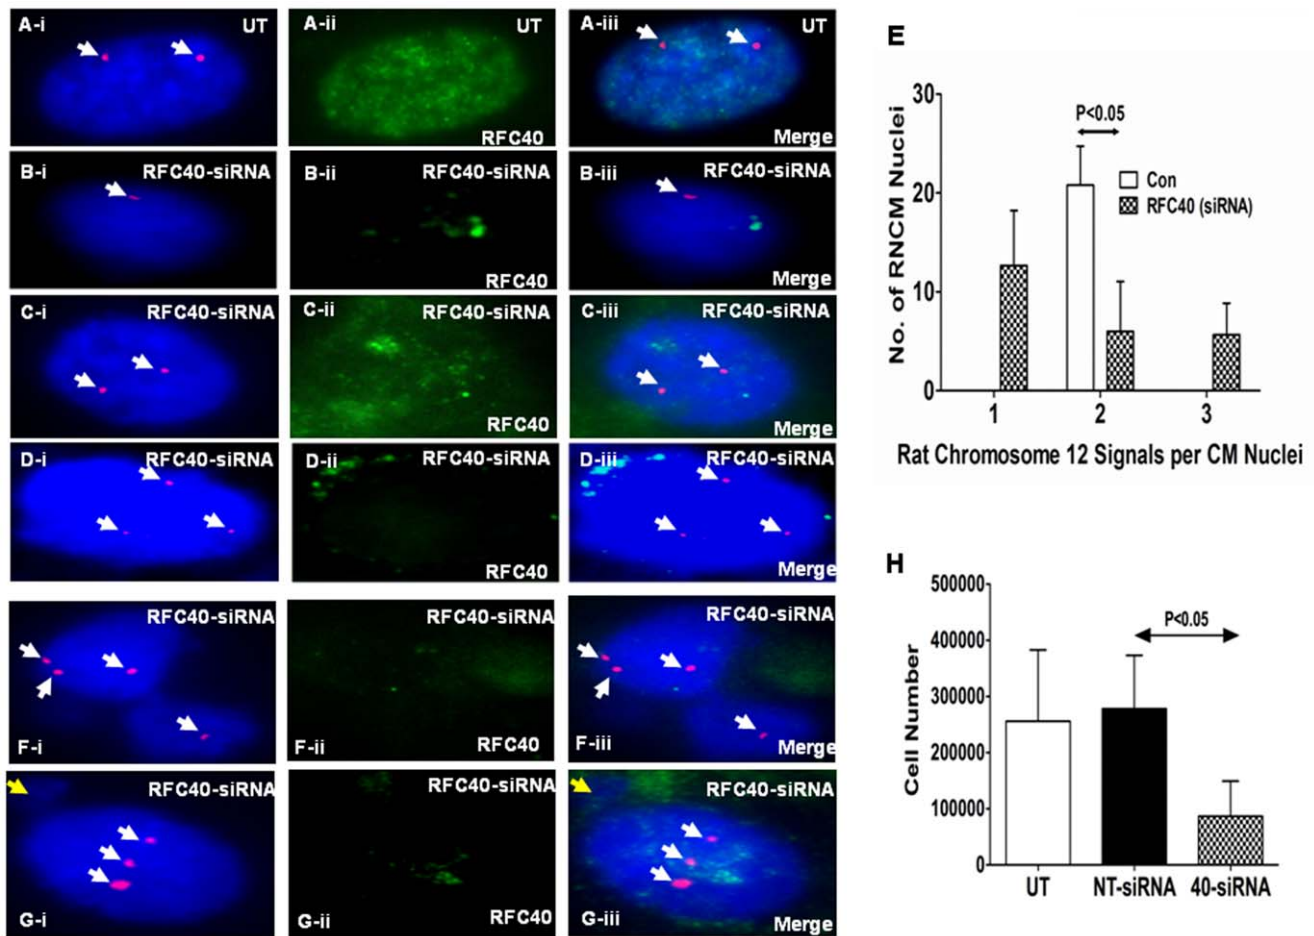 A-i UT
A-ii
RFC40
A-iii UT
Merge
B-i RFC40-siRNA
B-ii RFC40-siRNA
RFC40
B-iii RFC40-siRNA
Merge
C-i RFC40-siRNA
C-ii RFC40-siRNA
RFC40
C-iii RFC40-siRNA
Merge
D-i RFC40-siRNA
D-ii RFC40-siRNA
RFC40
D-iii RFC40-siRNA
Merge
RFC40-siRNA
F-i
RFC40-siRNA
F-ii RFC40
RFC40-siRNA
F-iii Merge
RFC40-siRNA
G-i
RFC40-siRNA
G-ii RFC40
RFC40-siRNA
G-iii Merge
E
No. of RNCM Nuclei
30
20
10
0
P<0.05
Con
RFC40 (siRNA)
1 2 3
Rat Chromosome 12 Signals per CM Nuclei
H
Cell Number
500000
400000
300000
200000
100000
0
P<0.05
UT NT-siRNA 40-siRNA